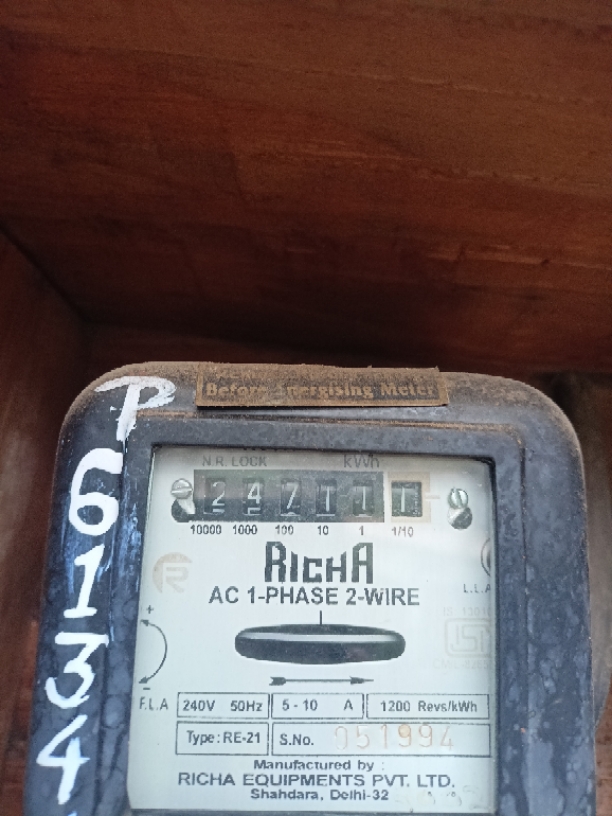 Before Energising Meter
N.R. LOCK kWh
2 4 7 1 1 1
10000 1000 100 10 1 1/10
RICHA
AC 1-PHASE 2-WIRE
L.L.A
+
-
F.L.A
240V 50Hz 5 - 10 A 1200 Revs/kWh
Type: RE-21 S.No. 051994
Manufactured by :
RICHA EQUIPMENTS PVT. LTD.
Shahdara, Delhi-32
P
6
1
3
4